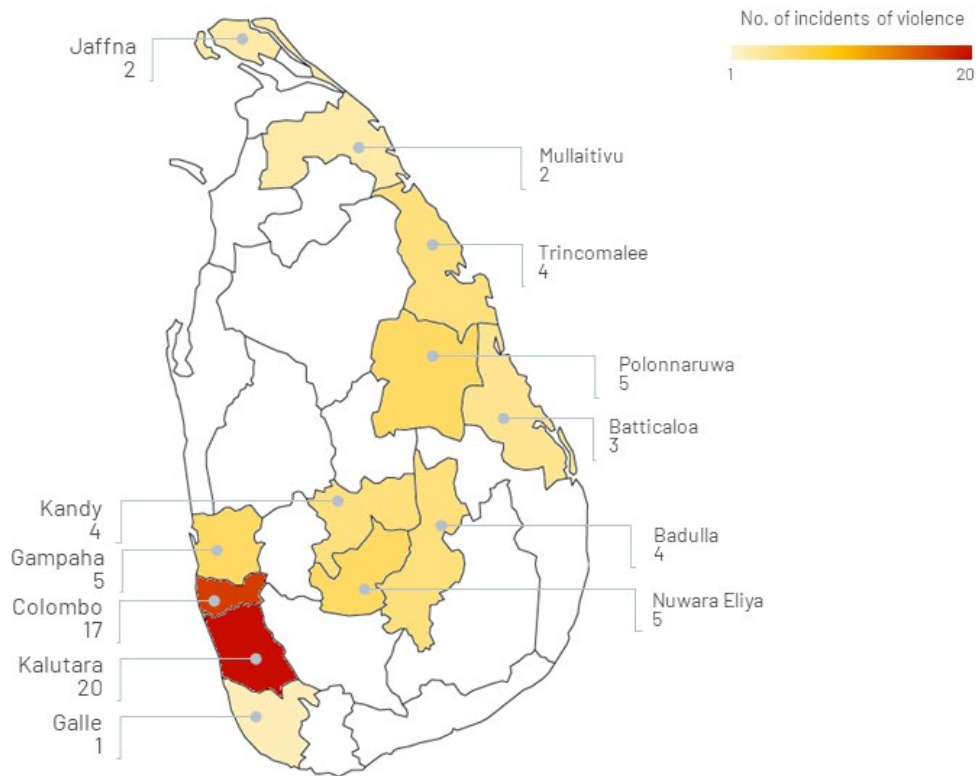 No. of incidents of violence
1
20
Jaffna
2
Mullaitivu
2
Trincomalee
4
Polonnaruwa
5
Batticaloa
3
Kandy
4
Badulla
4
Gampaha
5
Nuwara Eliya
5
Colombo
17
Kalutara
20
Galle
1